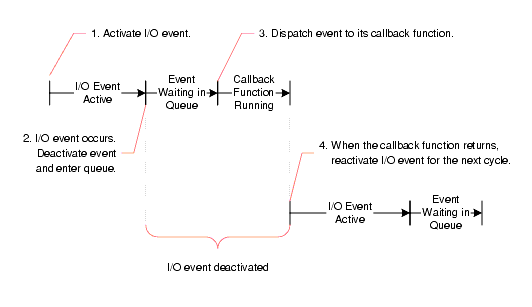 1. Activate I/O event.
3. Dispatch event to its callback function.
I/O Event
Active
Event
Waiting in
Queue
Callback
Function
Running
2. I/O event occurs.
Deactivate event
and enter queue.
4. When the callback function returns,
reactivate I/O event for the next cycle.
I/O Event
Active
Event
Waiting in
Queue
I/O event deactivated